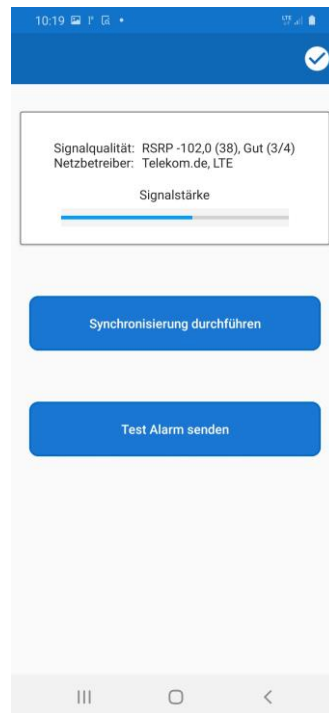 10:19
Signalqualität: RSRP -102,0 (38), Gut (3/4)
Netzbetreiber: Telekom.de, LTE
Signalstärke
Synchronisierung durchführen
Test Alarm senden